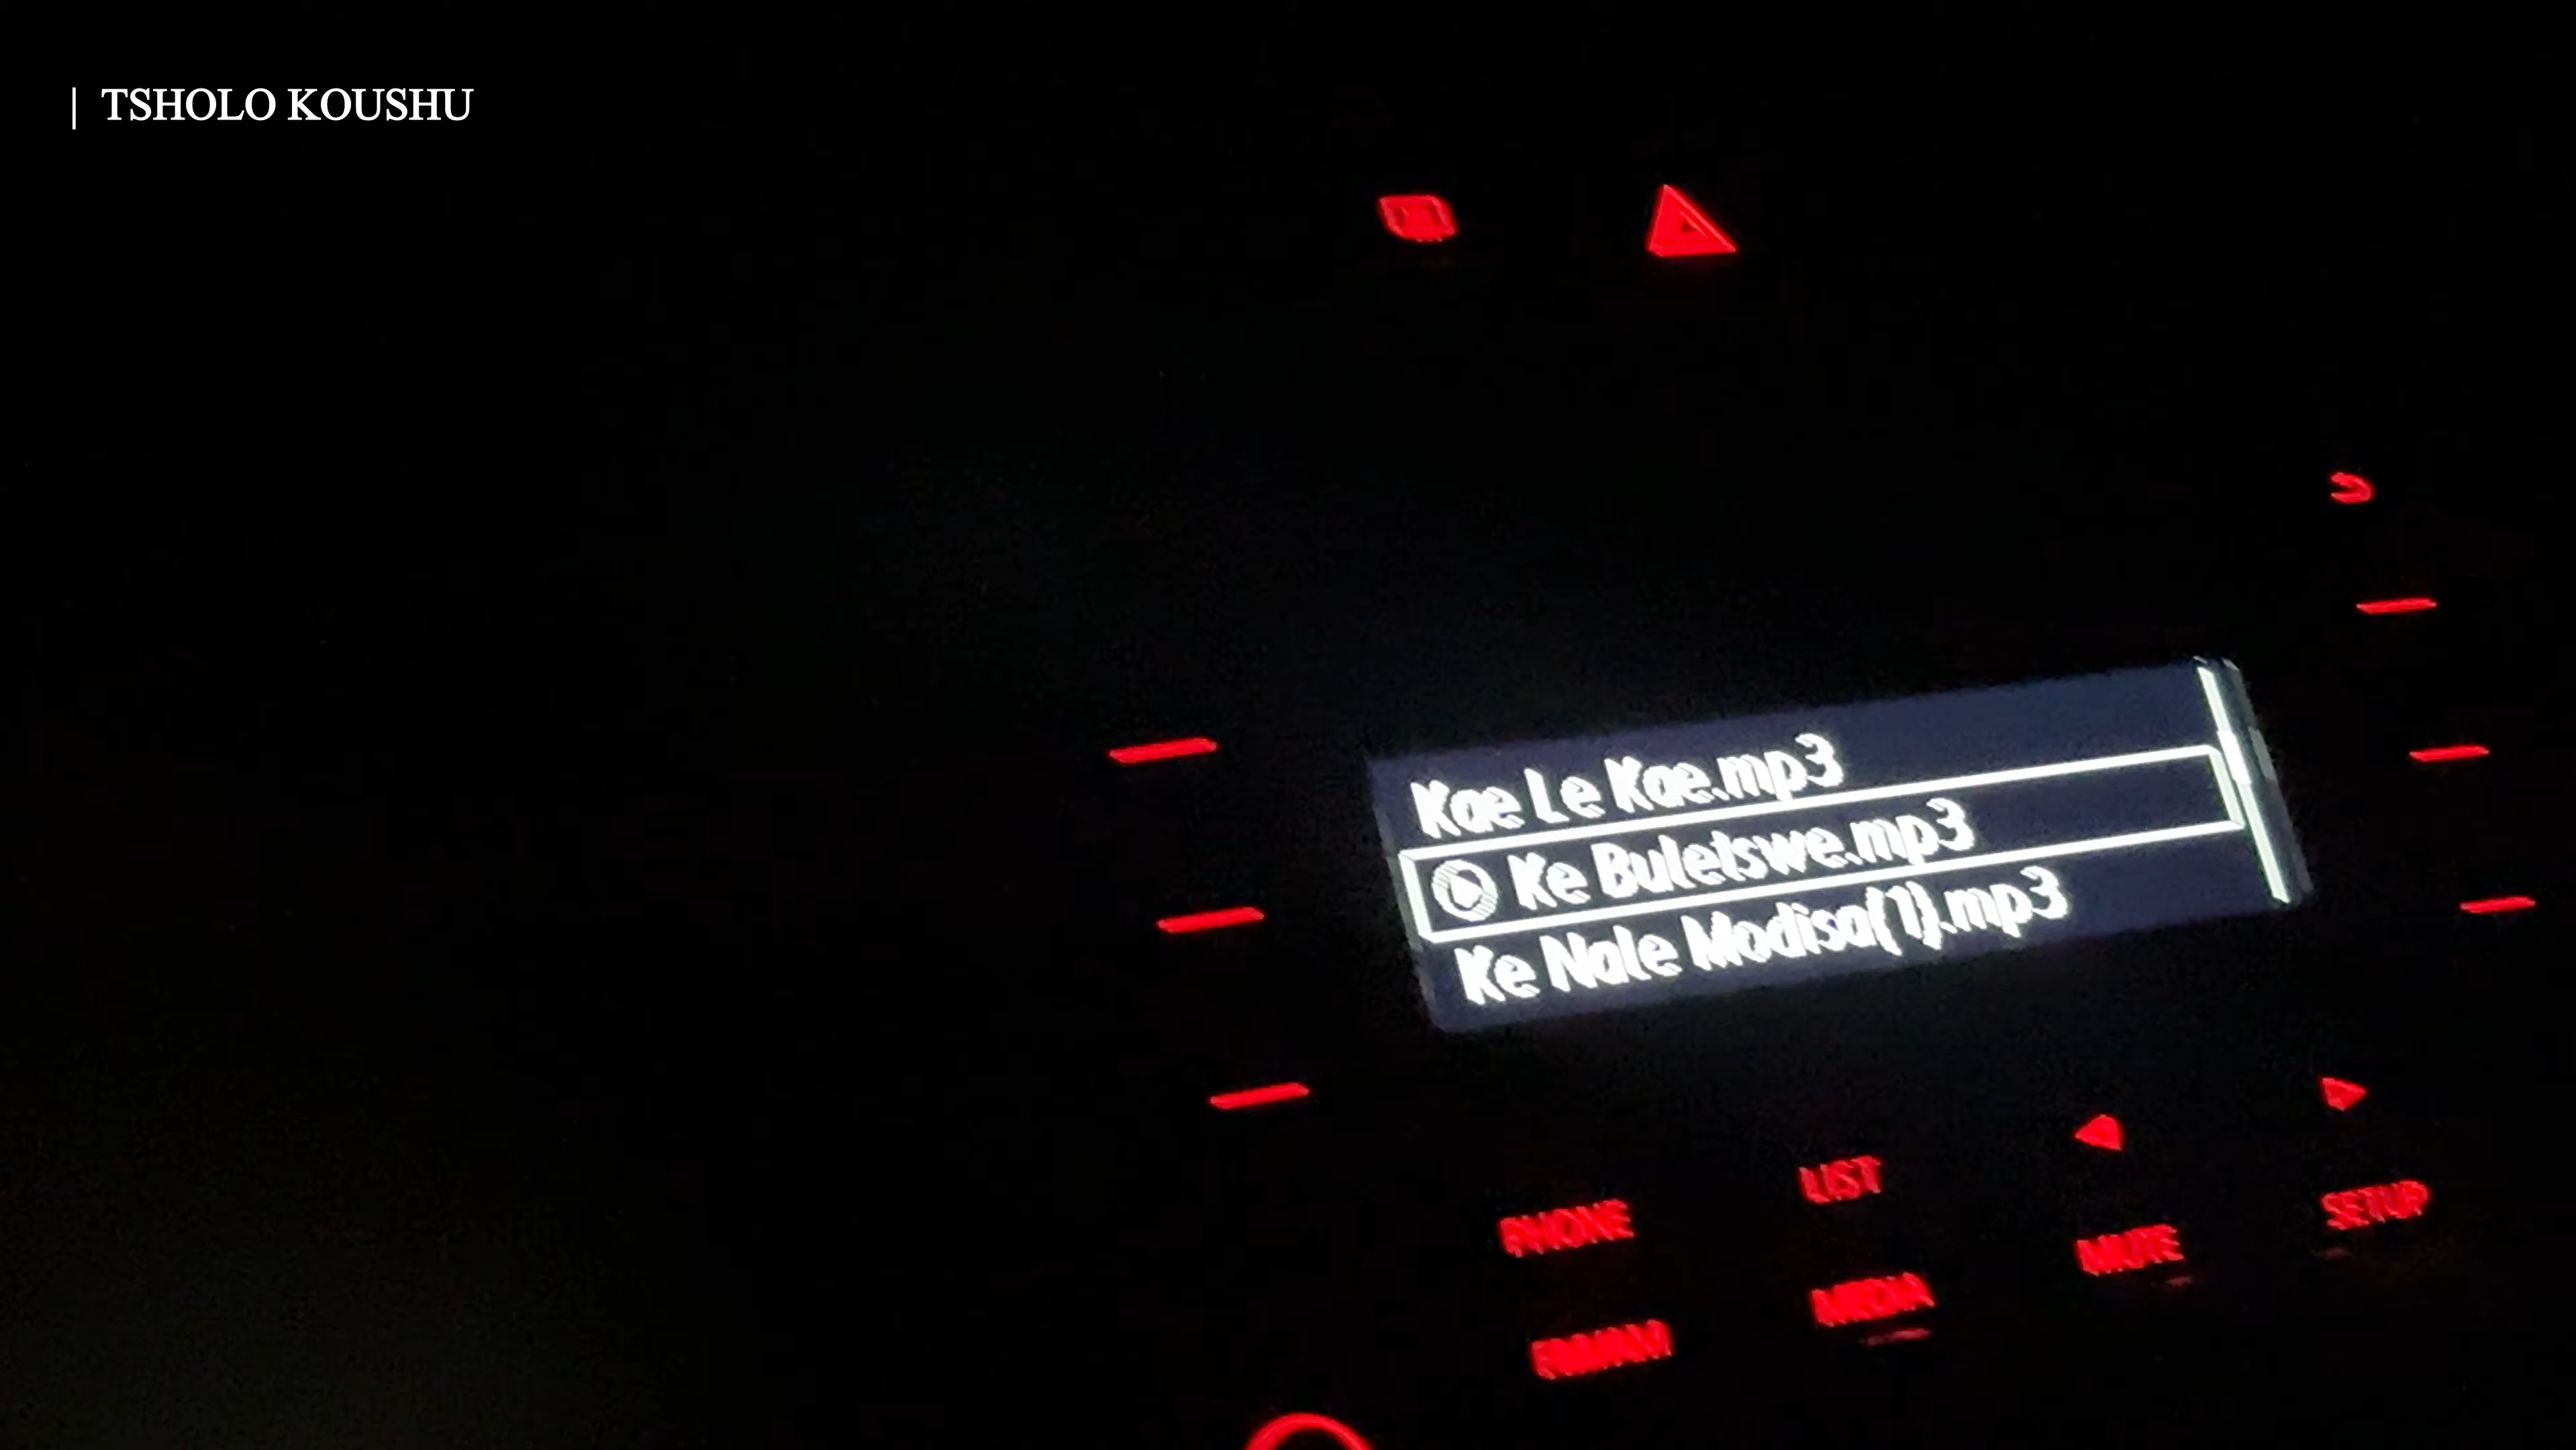 | TSHOLO KOUSHU
Kae Le Kae.mp3
Ke Buletswe.mp3
Ke Nale Modisa(1).mp3
LIST
PHONE
SETUP
MUTE
MEDIA
FM/AM